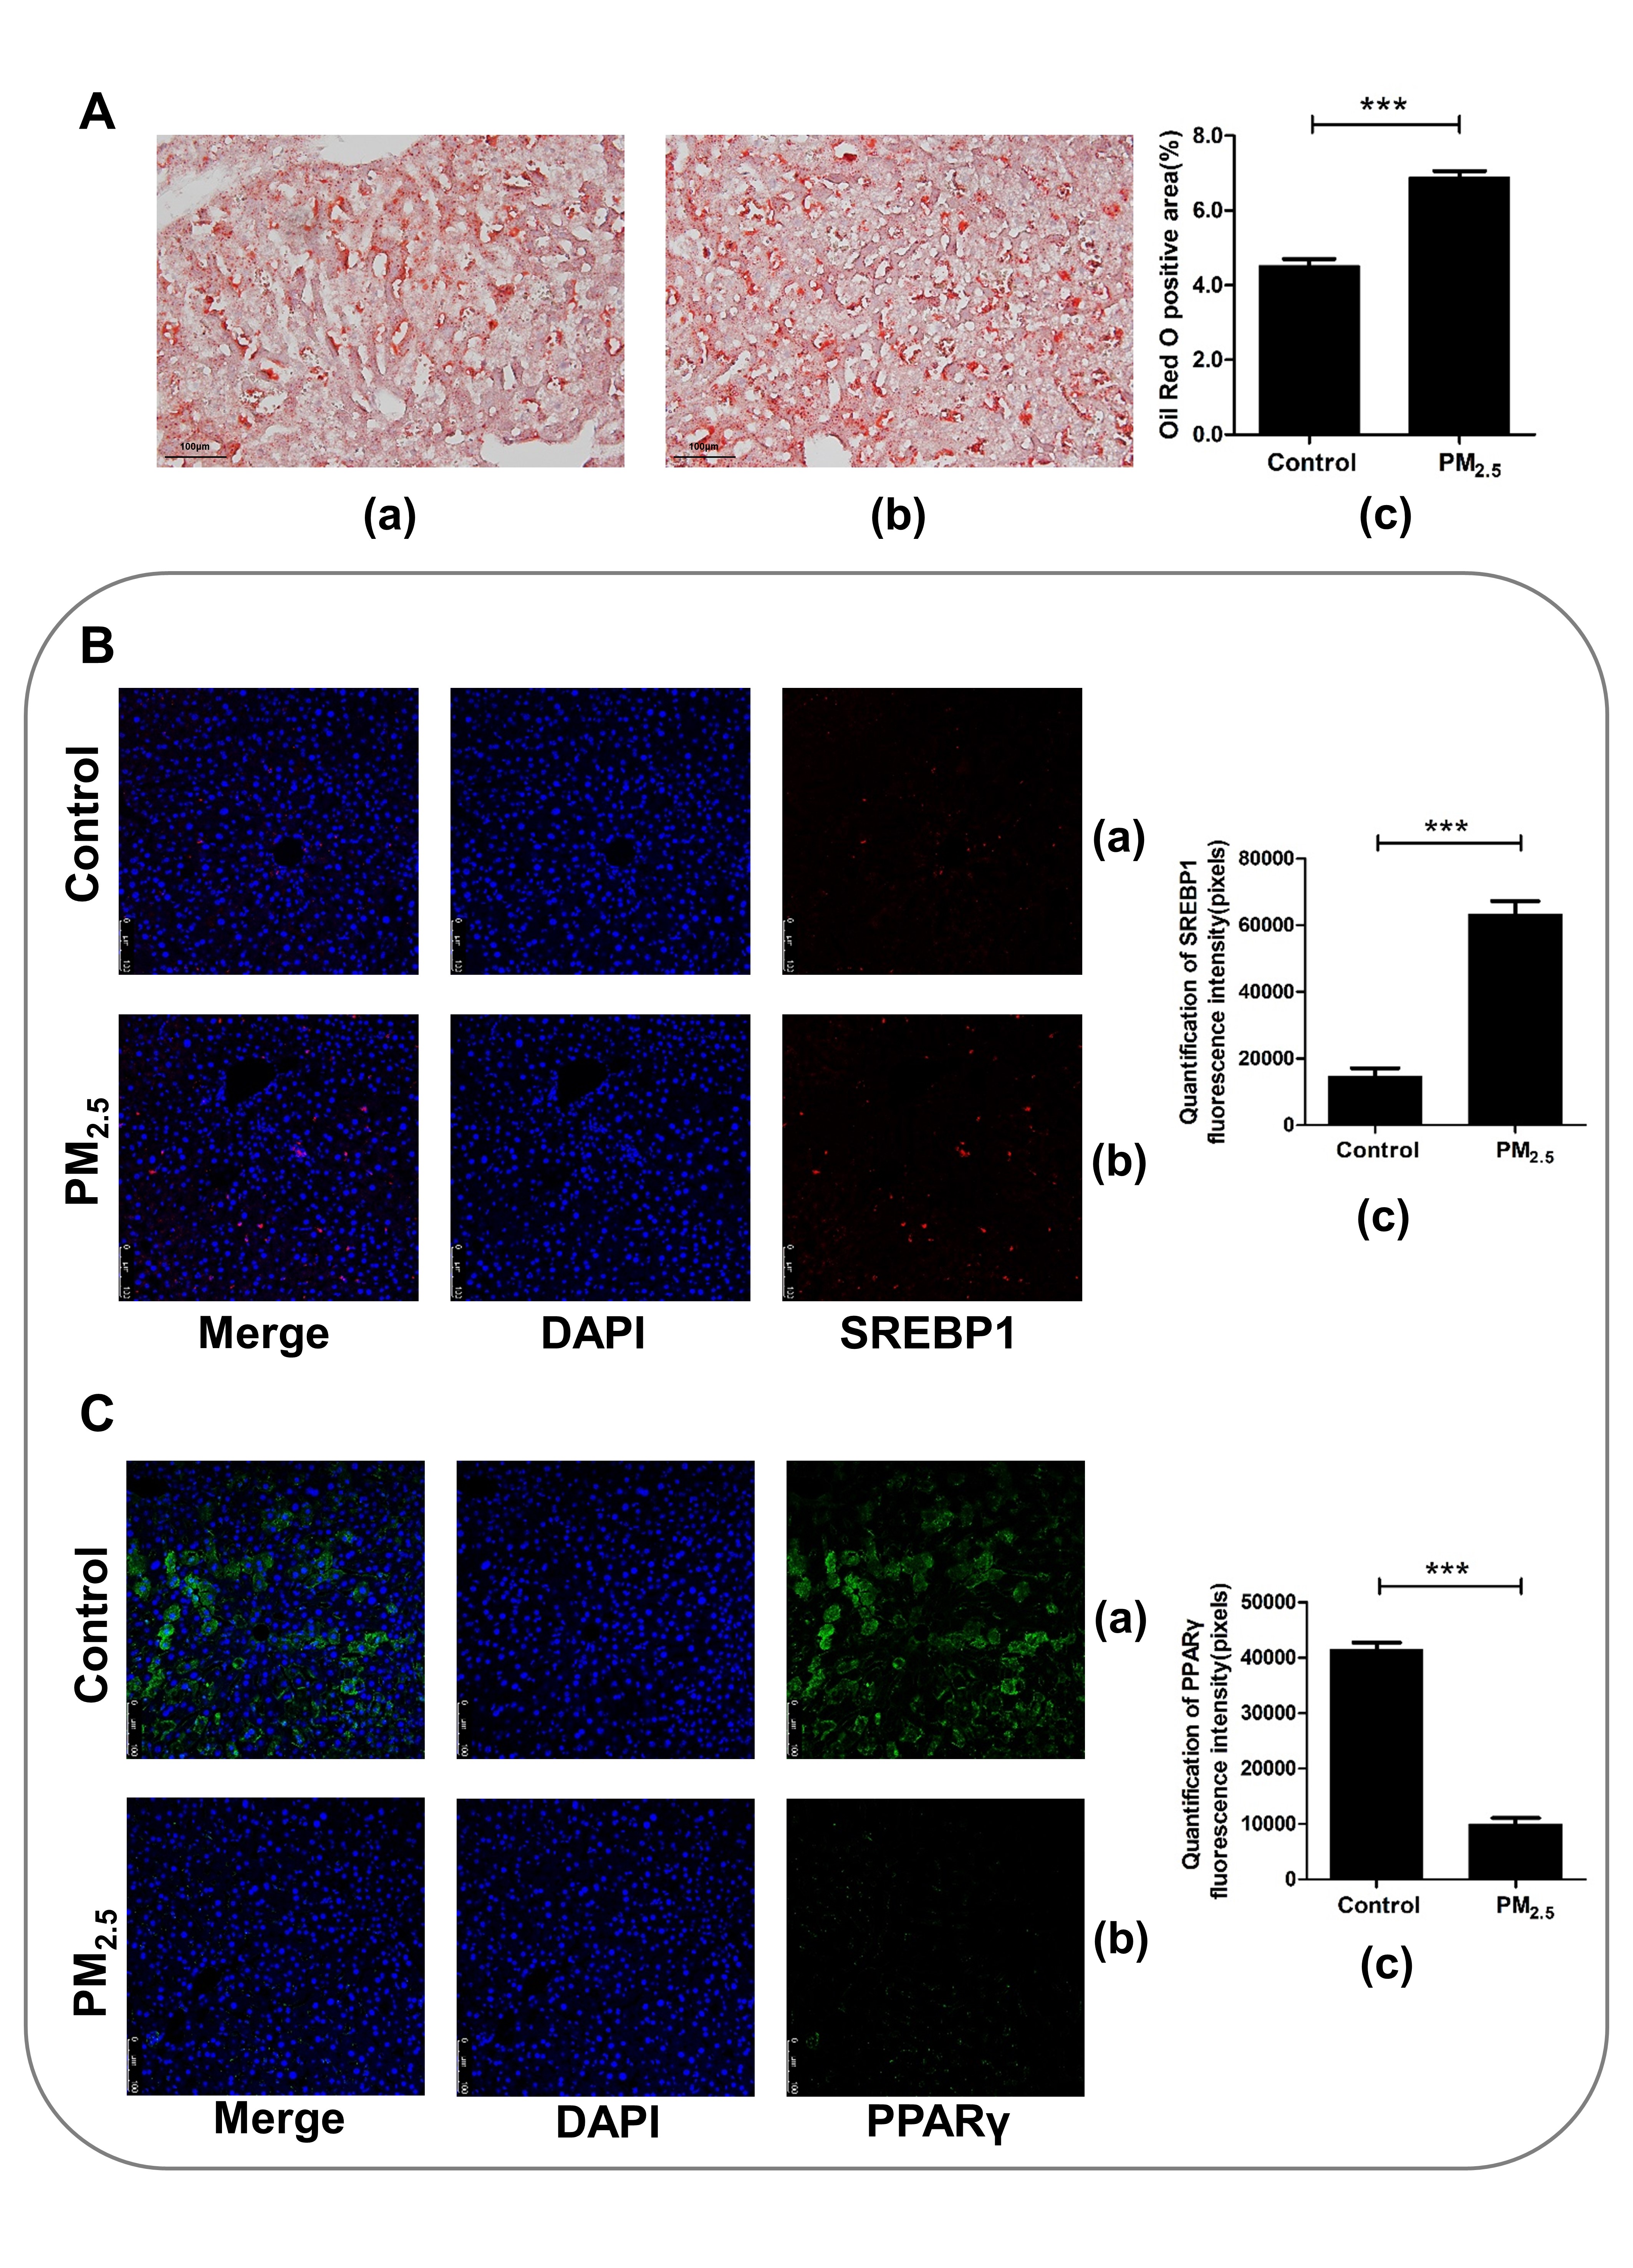 A
100μm
100μm
(a)
(b)
***
Oil Red O positive area(%)
8.0
6.0
4.0
2.0
0.0
Control
PM2.5
(c)
B
Control
(a)
PM2.5
(b)
Merge
DAPI
SREBP1
***
Quantification of SREBP1
fluorescence intensity(pixels)
80000
60000
40000
20000
0
Control
PM2.5
(c)
C
Control
(a)
PM2.5
(b)
Merge
DAPI
PPARγ
***
Quantification of PPARγ
fluorescence intensity(pixels)
50000
40000
30000
20000
10000
0
Control
PM2.5
(c)